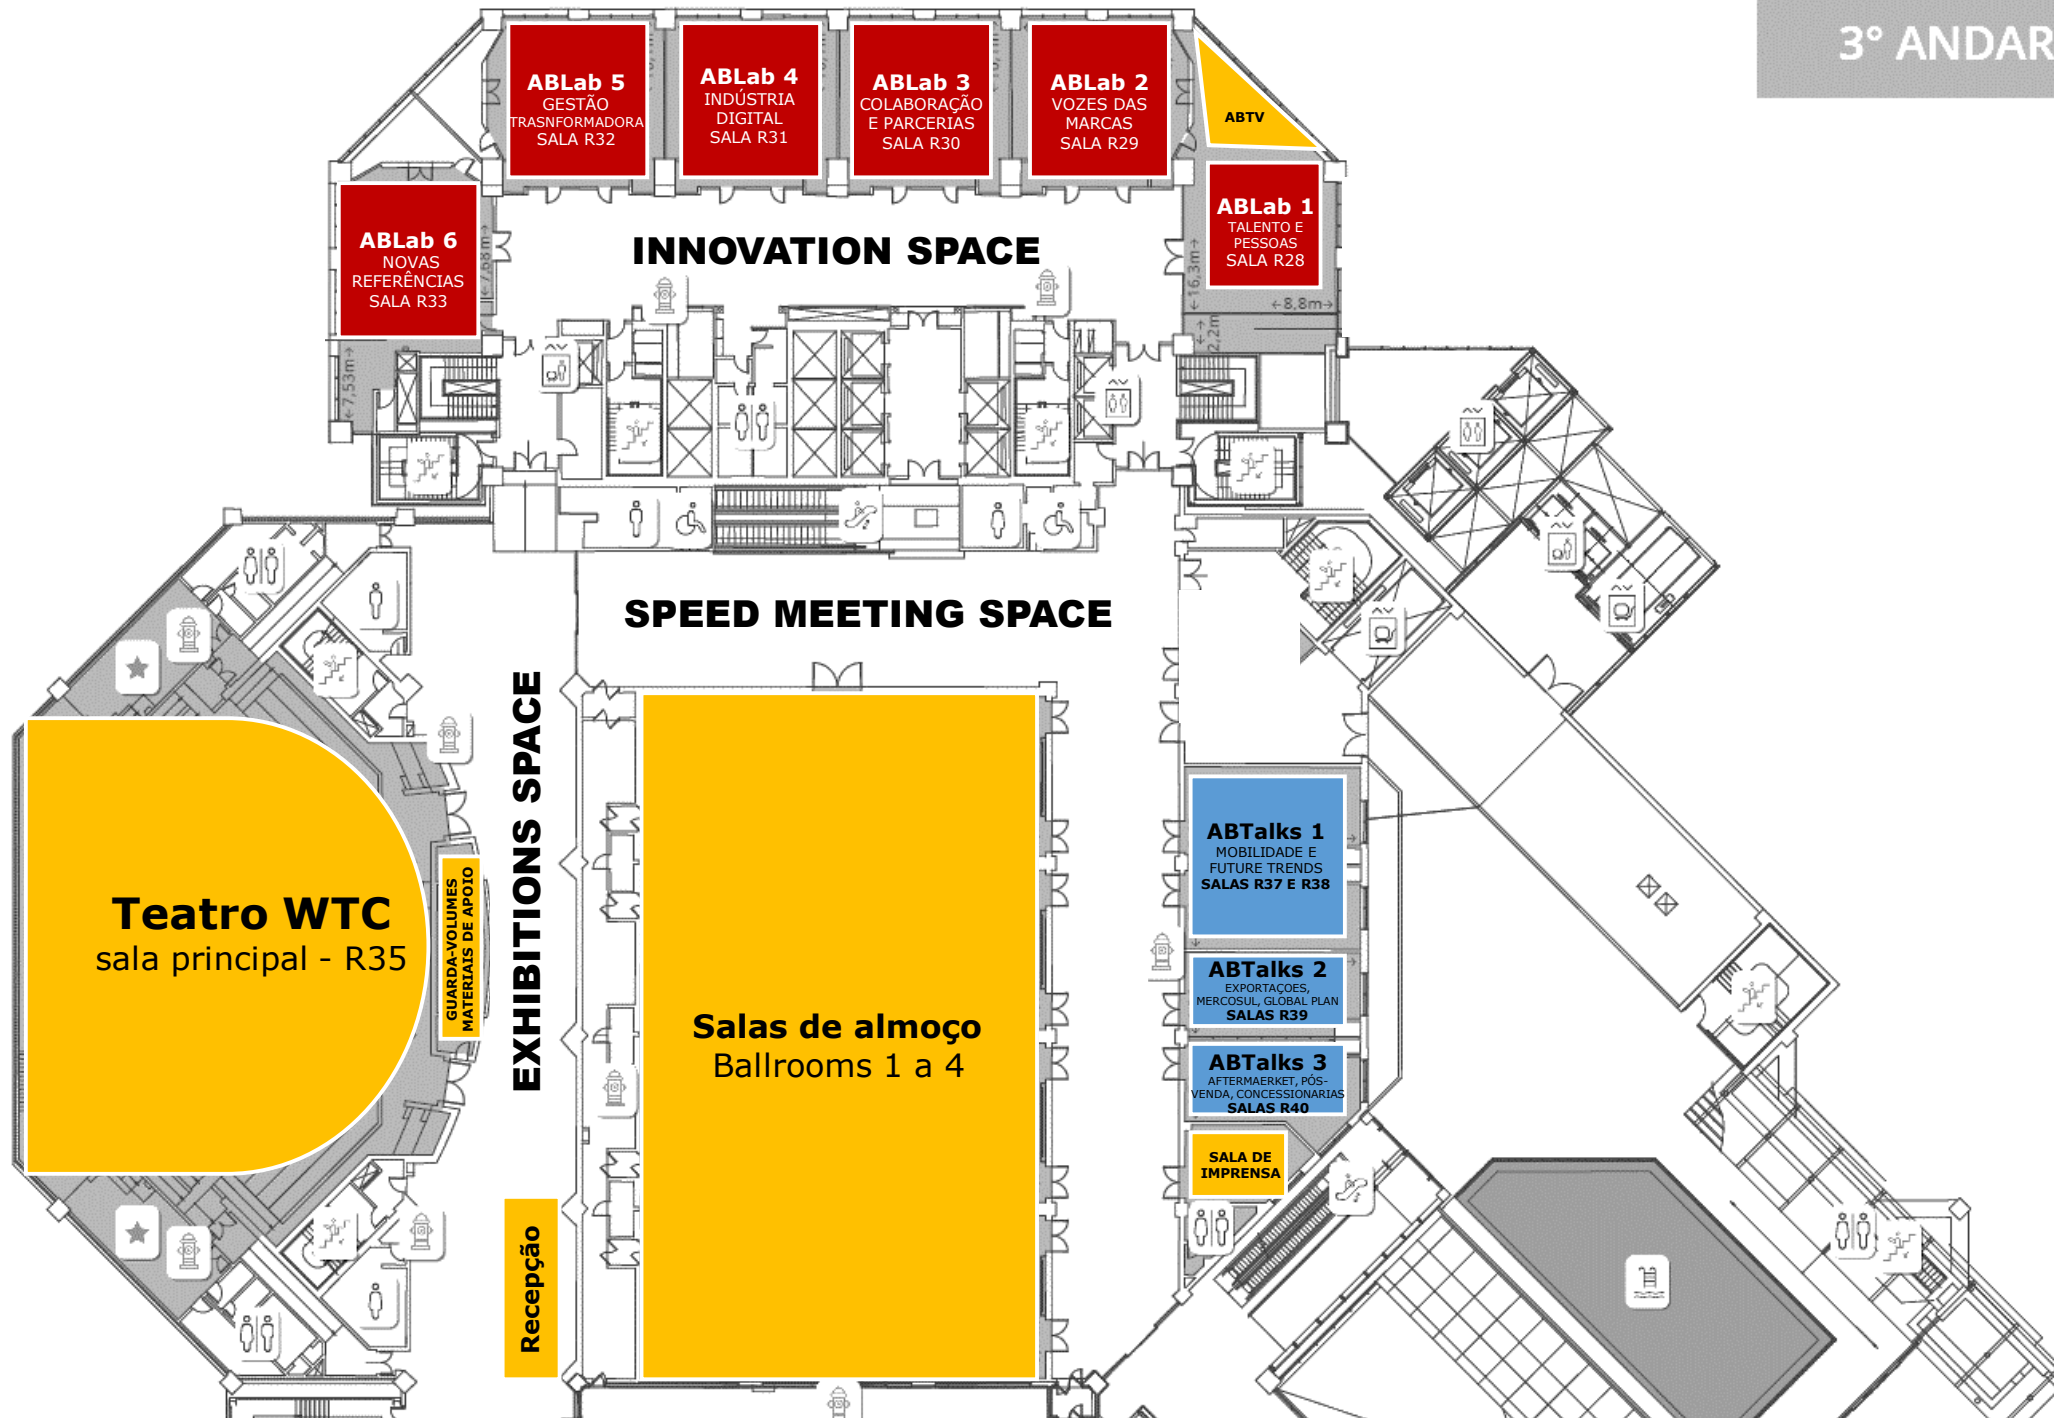 3° ANDAR
ABLab 5
GESTÃO
TRASNFORMADORA
SALA R32
ABLab 4
INDÚSTRIA
DIGITAL
SALA R31
ABLab 3
COLABORAÇÃO
E PARCERIAS
SALA R30
ABLab 2
VOZES DAS
MARCAS
SALA R29
ABTV
ABLab 1
TALENTO E
PESSOAS
SALA R28
ABLab 6
NOVAS
REFERÊNCIAS
SALA R33
INNOVATION SPACE
7,68m
16,3m
8,8m
2,2m
7,53m
SPEED MEETING SPACE
EXHIBITIONS SPACE
Teatro WTC
sala principal - R35
GUARDA-VOLUMES
MATERIAIS DE APOIO
Salas de almoço
Ballrooms 1 a 4
ABTalks 1
MOBILIDADE E
FUTURE TRENDS
SALAS R37 E R38
ABTalks 2
EXPORTAÇOES,
MERCOSUL, GLOBAL PLAN
SALAS R39
ABTalks 3
AFTERMAERKET, PÓS-
VENDA, CONCESSIONARIAS
SALAS R40
SALA DE
IMPRENSA
Recepção